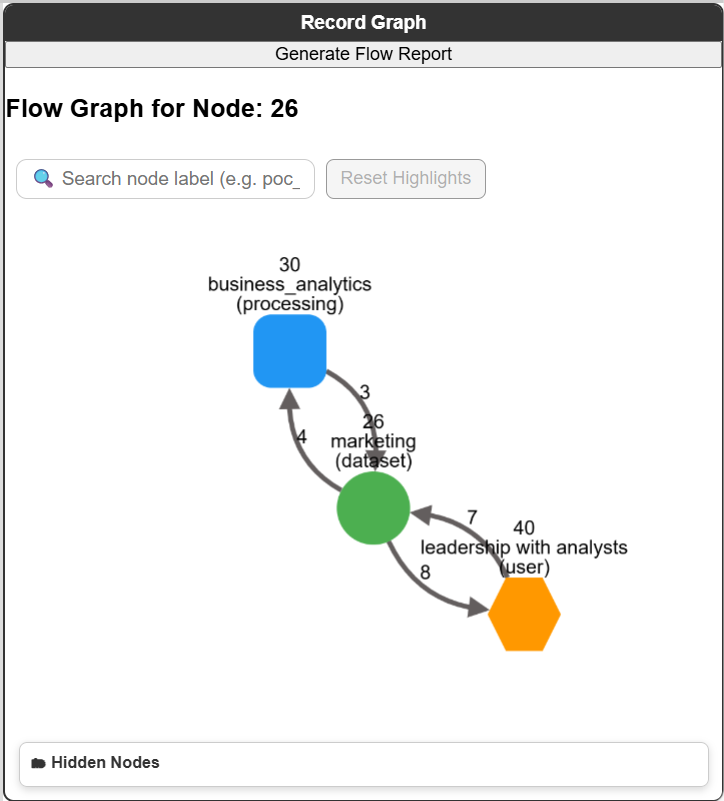 Record Graph
Generate Flow Report
Flow Graph for Node: 26
Search node label (e.g. poc_
Reset Highlights
30
business_analytics
(processing)
3
26
4
marketing
(dataset)
7
40
leadership with analysts
(user)
8
Hidden Nodes